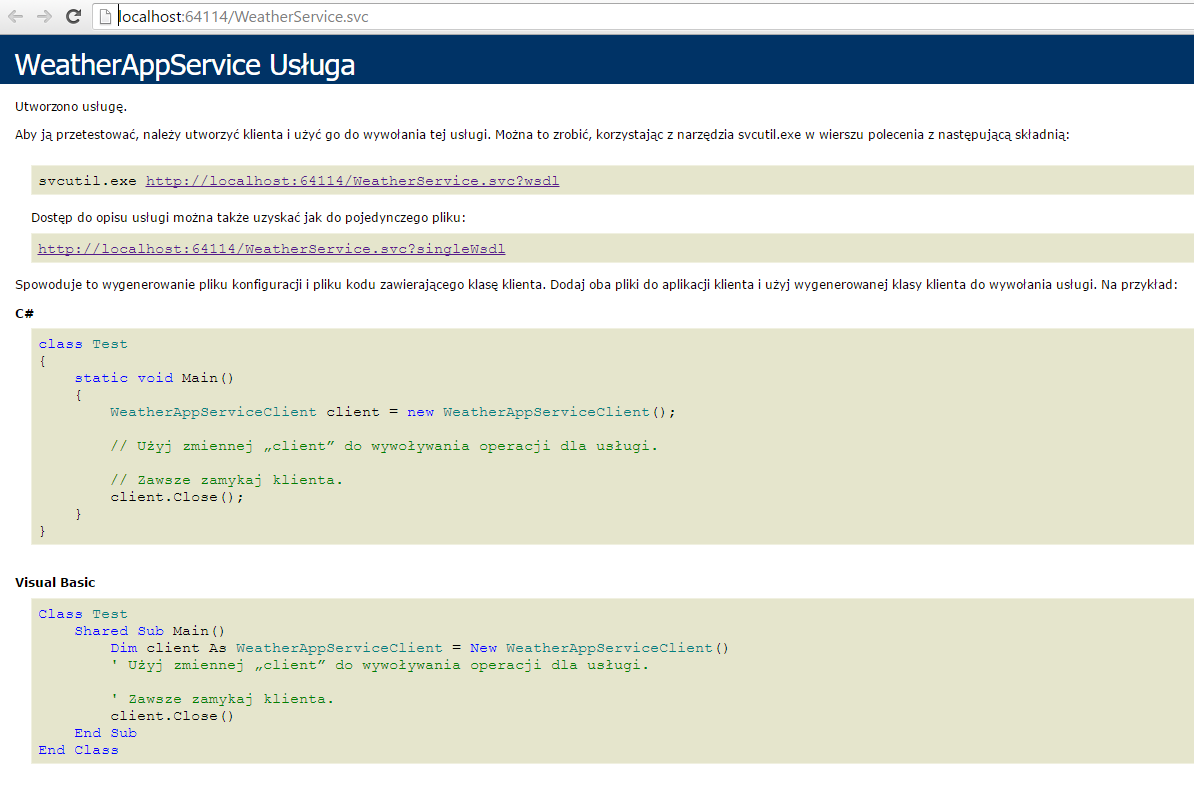 localhost:64114/WeatherService.svc
WeatherAppService Usługa
Utworzono usługę.
Aby ją przetestować, należy utworzyć klienta i użyć go do wywołania tej usługi. Można to zrobić, korzystając z narzędzia svcutil.exe w wierszu polecenia z następującą składnią:
svcutil.exe http://localhost:64114/WeatherService.svc?wsdl
Dostęp do opisu usługi można także uzyskać jak do pojedynczego pliku:
http://localhost:64114/WeatherService.svc?singleWsdl
Spowoduje to wygenerowanie pliku konfiguracji i pliku kodu zawierającego klasę klienta. Dodaj oba pliki do aplikacji klienta i użyj wygenerowanej klasy klienta do wywołania usługi. Na przykład:
C#
class Test
{
    static void Main()
    {
        WeatherAppServiceClient client = new WeatherAppServiceClient();
        // Użyj zmiennej „client” do wywoływania operacji dla usługi.
        // Zawsze zamykaj klienta.
        client.Close();
    }
}
Visual Basic
Class Test
    Shared Sub Main()
        Dim client As WeatherAppServiceClient = New WeatherAppServiceClient()
        ' Użyj zmiennej „client” do wywoływania operacji dla usługi.
        ' Zawsze zamykaj klienta.
        client.Close()
    End Sub
End Class